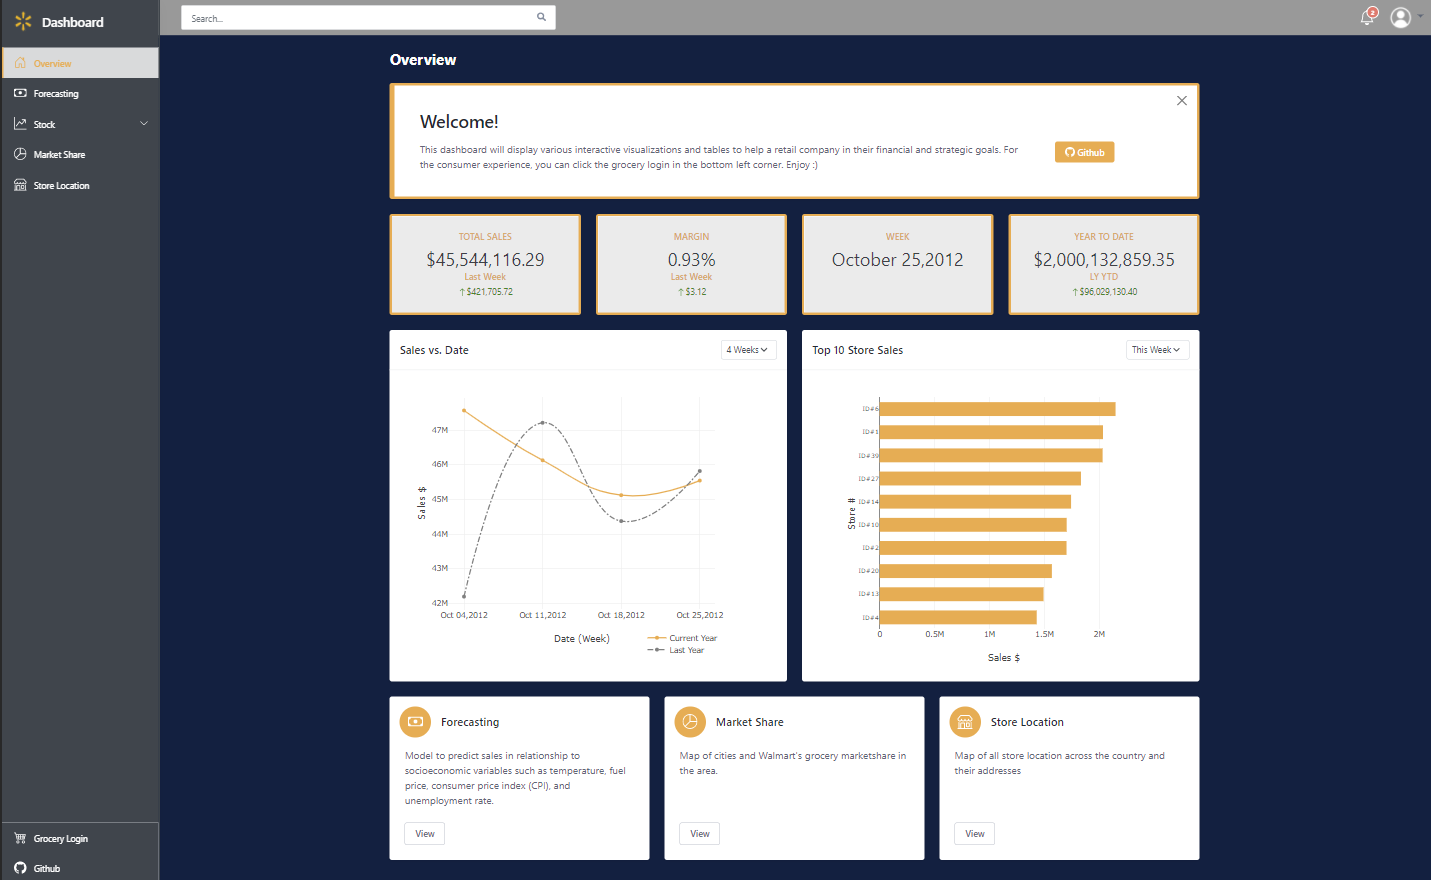 Dashboard
Search...
2
Overview
Forecasting
Stock
Market Share
Store Location
Grocery Login
Github
Overview
Welcome!
This dashboard will display various interactive visualizations and tables to help a retail company in their financial and strategic goals. For
the consumer experience, you can click the grocery login in the bottom left corner. Enjoy :)
Github
TOTAL SALES
$45,544,116.29
Last Week
↑ $421,705.72
MARGIN
0.93%
Last Week
↑ $3.12
WEEK
October 25,2012
YEAR TO DATE
$2,000,132,859.35
LY YTD
↑ $96,029,130.40
Sales vs. Date
4 Weeks
Sales $
47M
46M
45M
44M
43M
42M
Oct 04,2012 Oct 11,2012 Oct 18,2012 Oct 25,2012
Date (Week)
Current Year
Last Year
Top 10 Store Sales
This Week
Store #
ID#6
ID#1
ID#39
ID#27
ID#14
ID#10
ID#2
ID#20
ID#13
ID#4
0 0.5M 1M 1.5M 2M
Sales $
Forecasting
Model to predict sales in relationship to
socioeconomic variables such as temperature, fuel
price, consumer price index (CPI), and
unemployment rate.
View
Market Share
Map of cities and Walmart's grocery marketshare in
the area.
View
Store Location
Map of all store location across the country and
their addresses
View